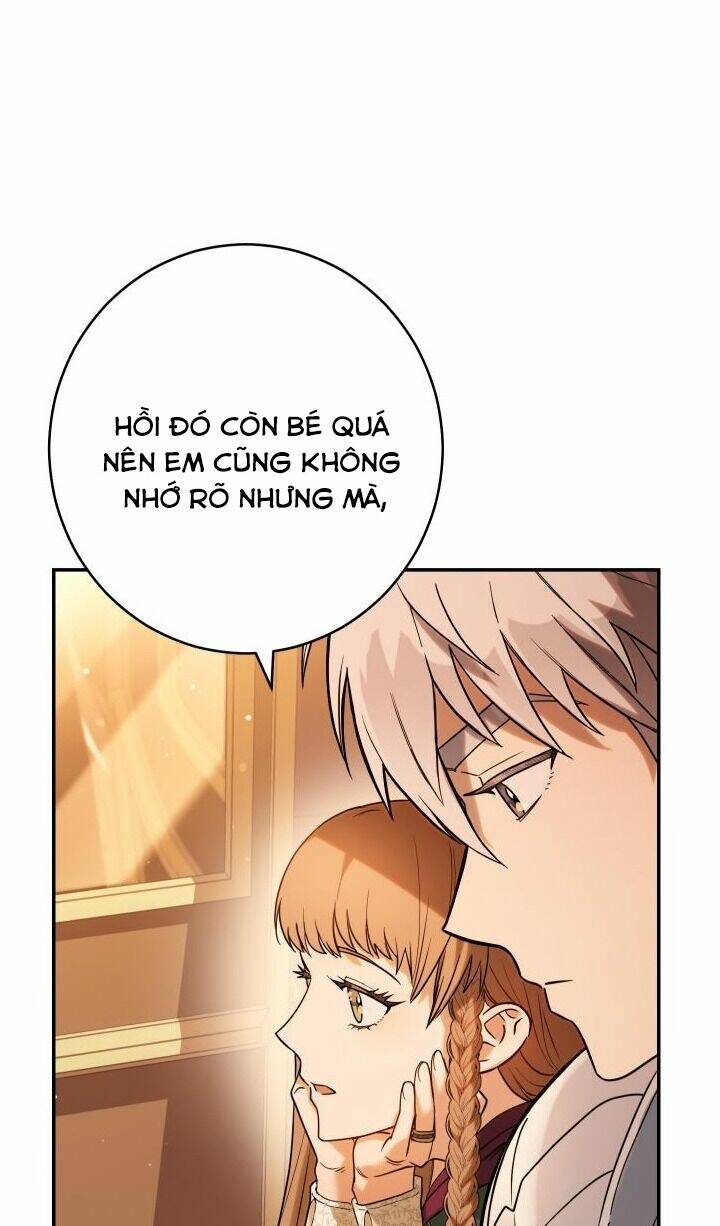 HỒI ĐÓ CÒN BÉ QUÁ
NÊN EM CŨNG KHÔNG
NHỚ RÕ NHƯNG MÀ,